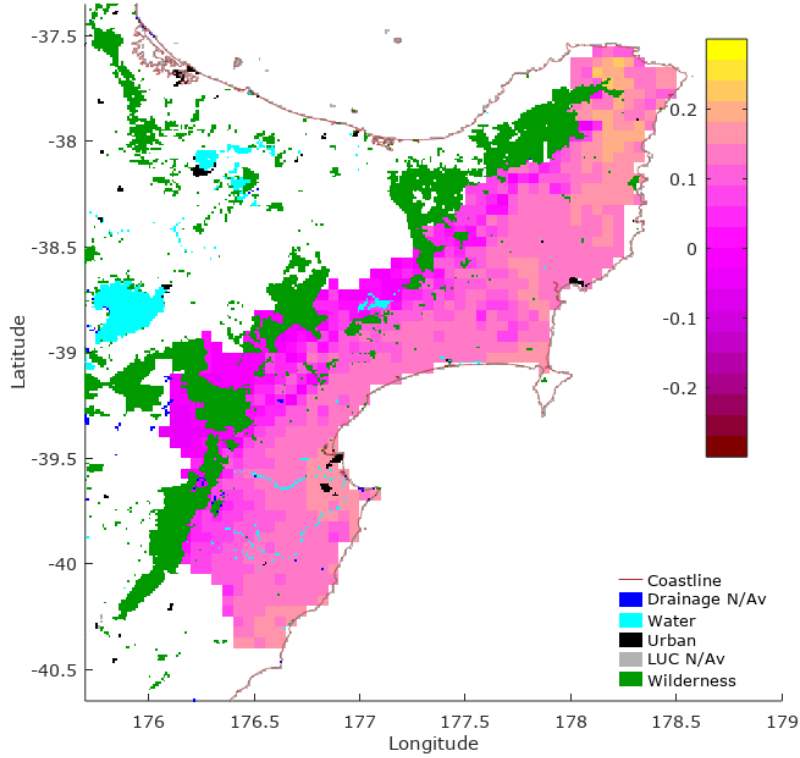 -37.5
-38
-38.5
-39
-39.5
-40
-40.5
Latitude
176
176.5
177
177.5
178
178.5
179
Longitude
0.2
0.1
0
-0.1
-0.2
Coastline
Drainage N/Av
Water
Urban
LUC N/Av
Wilderness